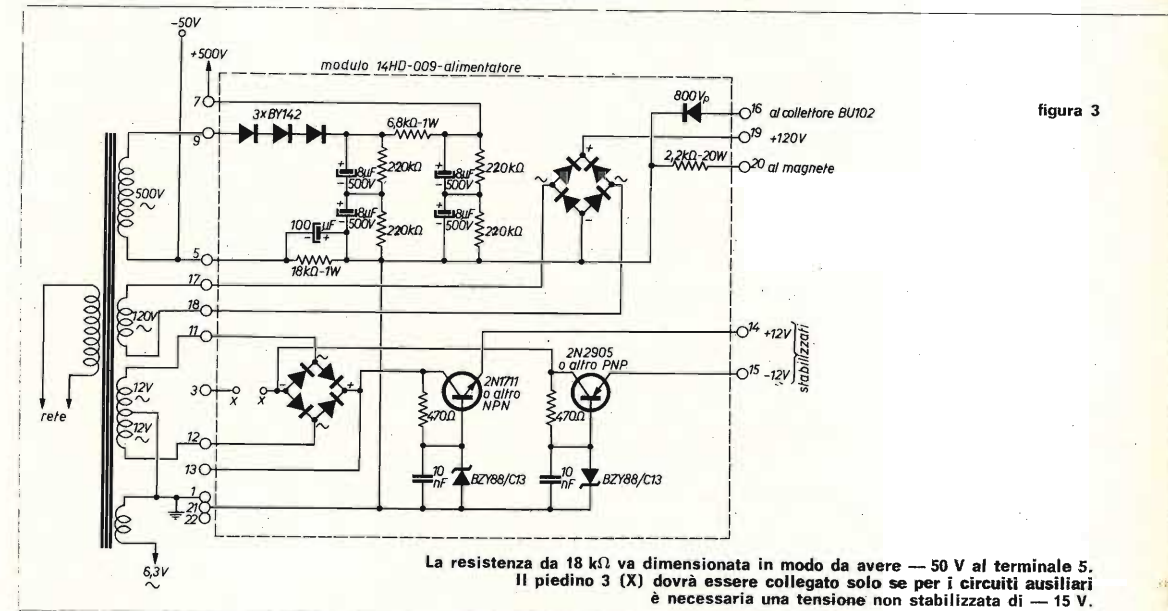 −50V
+500V
modulo 14HD-009-alimentatore
figura 3
7
9
3×BY142
6,8kΩ-1W
800Vp
16 al collettore BU102
19 +120V
2,2kΩ-20W
20 al magnete
500V
~
+
8µF
500V
−
220kΩ
+
8µF
500V
−
220kΩ
+
8µF
500V
−
220kΩ
+
8µF
500V
−
220kΩ
100 µF
− +
5
18kΩ-1W
~
+
~
−
17
18
120V
~
11
14 +12V
15 −12V
stabilizzati
2N1711
o altro
NPN
2N2905
o altro PNP
3
x
x
−
~
+
~
470Ω
470Ω
12V
~
12V
~
12
13
10
nF
BZY88/C13
10
nF
BZY88/C13
rete
1
21
22
6,3V
~
La resistenza da 18 kΩ va dimensionata in modo da avere — 50 V al terminale 5.
Il piedino 3 (X) dovrà essere collegato solo se per i circuiti ausiliari
è necessaria una tensione non stabilizzata di — 15 V.